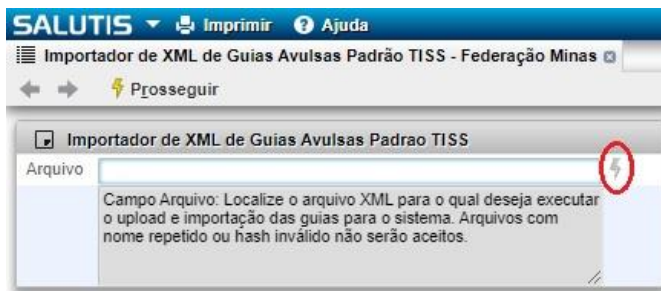 SALUTIS Imprimir Ajuda
Importador de XML de Guias Avulsas Padrão TISS - Federação Minas
Prosseguir
Importador de XML de Guias Avulsas Padrao TISS
Arquivo
Campo Arquivo: Localize o arquivo XML para o qual deseja executar
o upload e importação das guias para o sistema. Arquivos com
nome repetido ou hash inválido não serão aceitos.